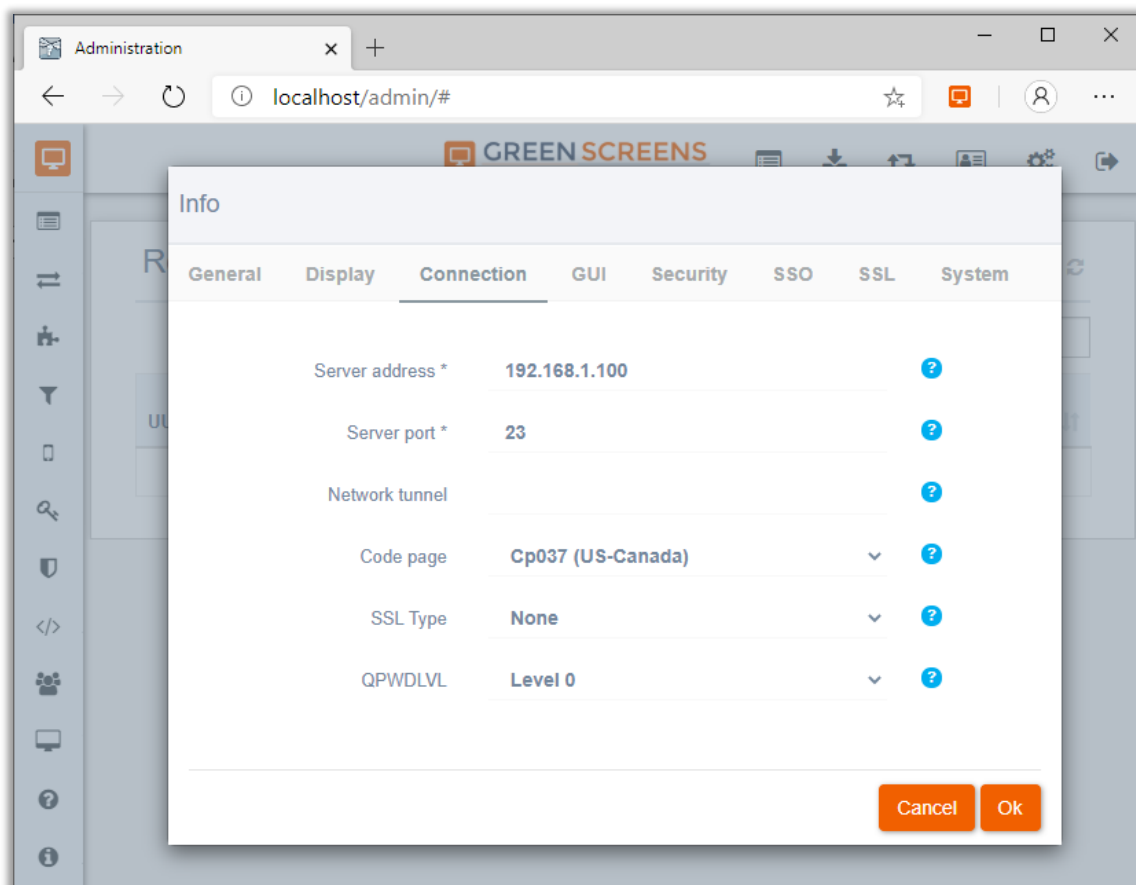 Administration
localhost/admin/#
GREEN SCREENS
Info
General Display Connection GUI Security SSO SSL System
Server address * 192.168.1.100
Server port * 23
Network tunnel
Code page Cp037 (US-Canada)
SSL Type None
QPWDLVL Level 0
Cancel Ok